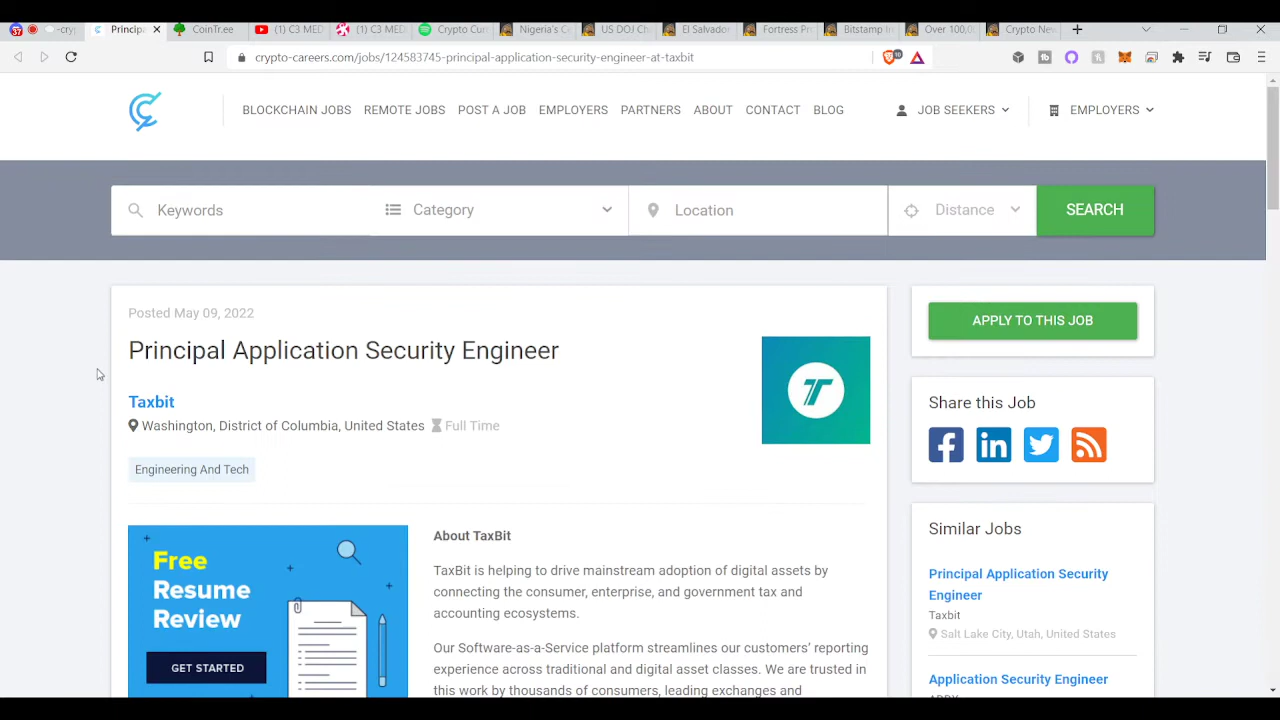 37
-cryp
Principa
CoinTree
(1) C3 MED
(1) C3 MED
Crypto Cur
Nigeria's C
US DOJ Ch
El Salvador
Fortress Pr
Bitstamp In
Over 100,0
Crypto Ne
crypto-careers.com/jobs/124583745-principal-application-security-engineer-at-taxbit
10
BLOCKCHAIN JOBS
REMOTE JOBS
POST A JOB
EMPLOYERS
PARTNERS
ABOUT
CONTACT
BLOG
JOB SEEKERS
EMPLOYERS
Keywords
Category
Location
Distance
SEARCH
Posted May 09, 2022
Principal Application Security Engineer
Taxbit
Washington, District of Columbia, United States
Full Time
Engineering And Tech
Free
Resume
Review
GET STARTED
About TaxBit
TaxBit is helping to drive mainstream adoption of digital assets by
connecting the consumer, enterprise, and government tax and
accounting ecosystems.
Our Software-as-a-Service platform streamlines our customers' reporting
experience across traditional and digital asset classes. We are trusted in
this work by thousands of consumers, leading exchanges and
APPLY TO THIS JOB
Share this Job
Similar Jobs
Principal Application Security
Engineer
Taxbit
Salt Lake City, Utah, United States
Application Security Engineer